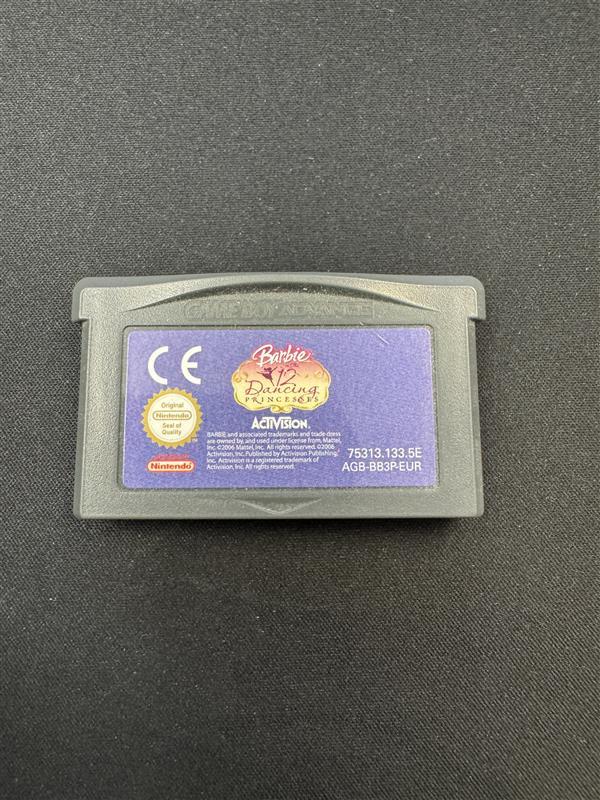 GAME BOY ADVANCE
CE
Barbie
in the
12
Dancing
PRINCESSES
Original
Nintendo
Seal of
Quality
ACTIVISION
BARBIE and associated trademarks and trade dress
are owned by, and used under license from, Mattel,
Inc. ©2006 Mattel, Inc. All rights reserved. ©2006
Activision, Inc. Published by Activision Publishing,
Inc. Activision is a registered trademark of
Activision, Inc. All rights reserved.
Nintendo
75313.133.5E
AGB-BB3P-EUR